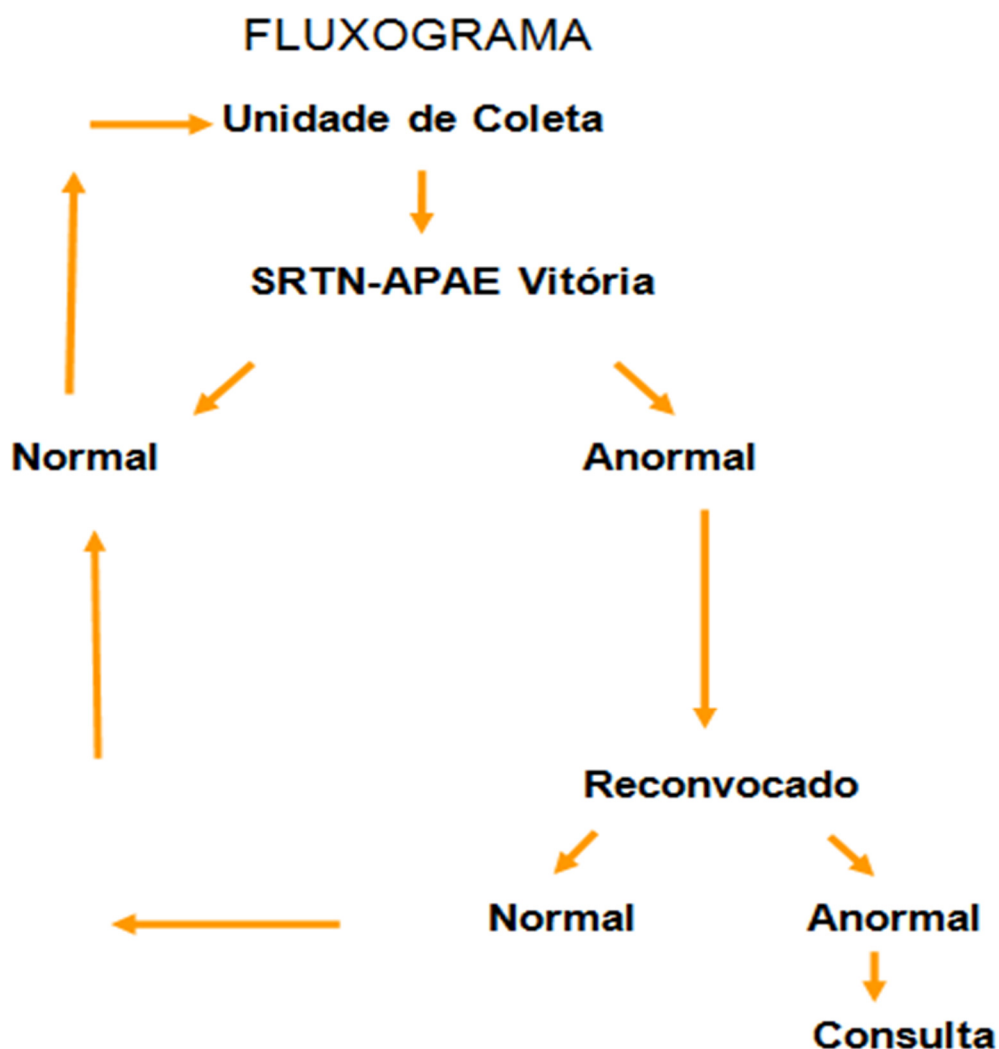 FLUXOGRAMA
Unidade de Coleta
SRTN-APAE Vitória
Normal
Anormal
Reconvocado
Normal
Anormal
Consulta